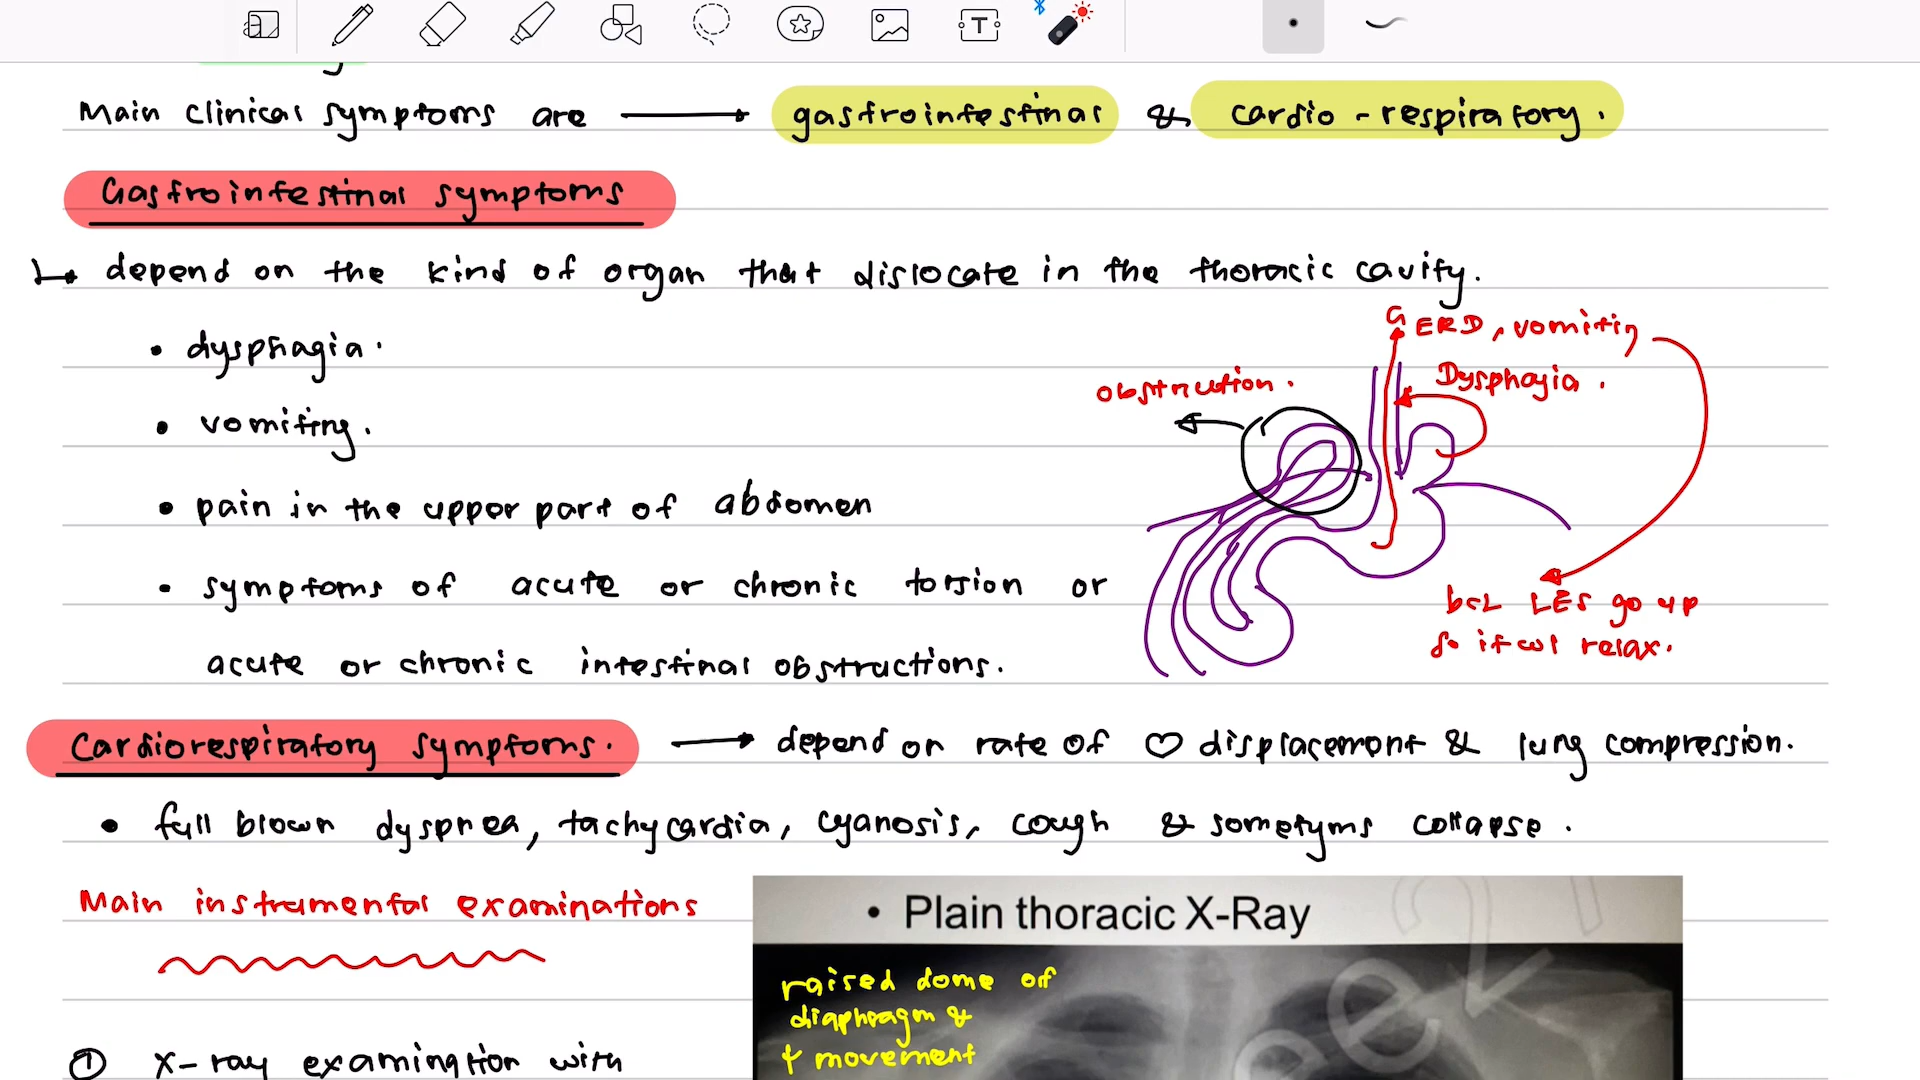 Main clinical symptoms are → gastrointestinal & cardio-respiratory.
Gastrointestinal symptoms
↳ depend on the kind of organ that dislocate in the thoracic cavity.
• dysphagia.
• vomiting.
• pain in the upper part of abdomen
• symptoms of acute or chronic torsion or
acute or chronic intestinal obstructions.
GERD, vomiting
Dysphagia.
obstruction.
bcz LES go up
so it wl relax.
Cardiorespiratory symptoms. → depend on rate of ♡ displacement & lung compression.
• full blown dyspnea, tachycardia, cyanosis, cough & sometyms collapse.
Main instrumental examinations
① X-ray examination with
• Plain thoracic X-Ray
raised dome of
diaphragm &
movement